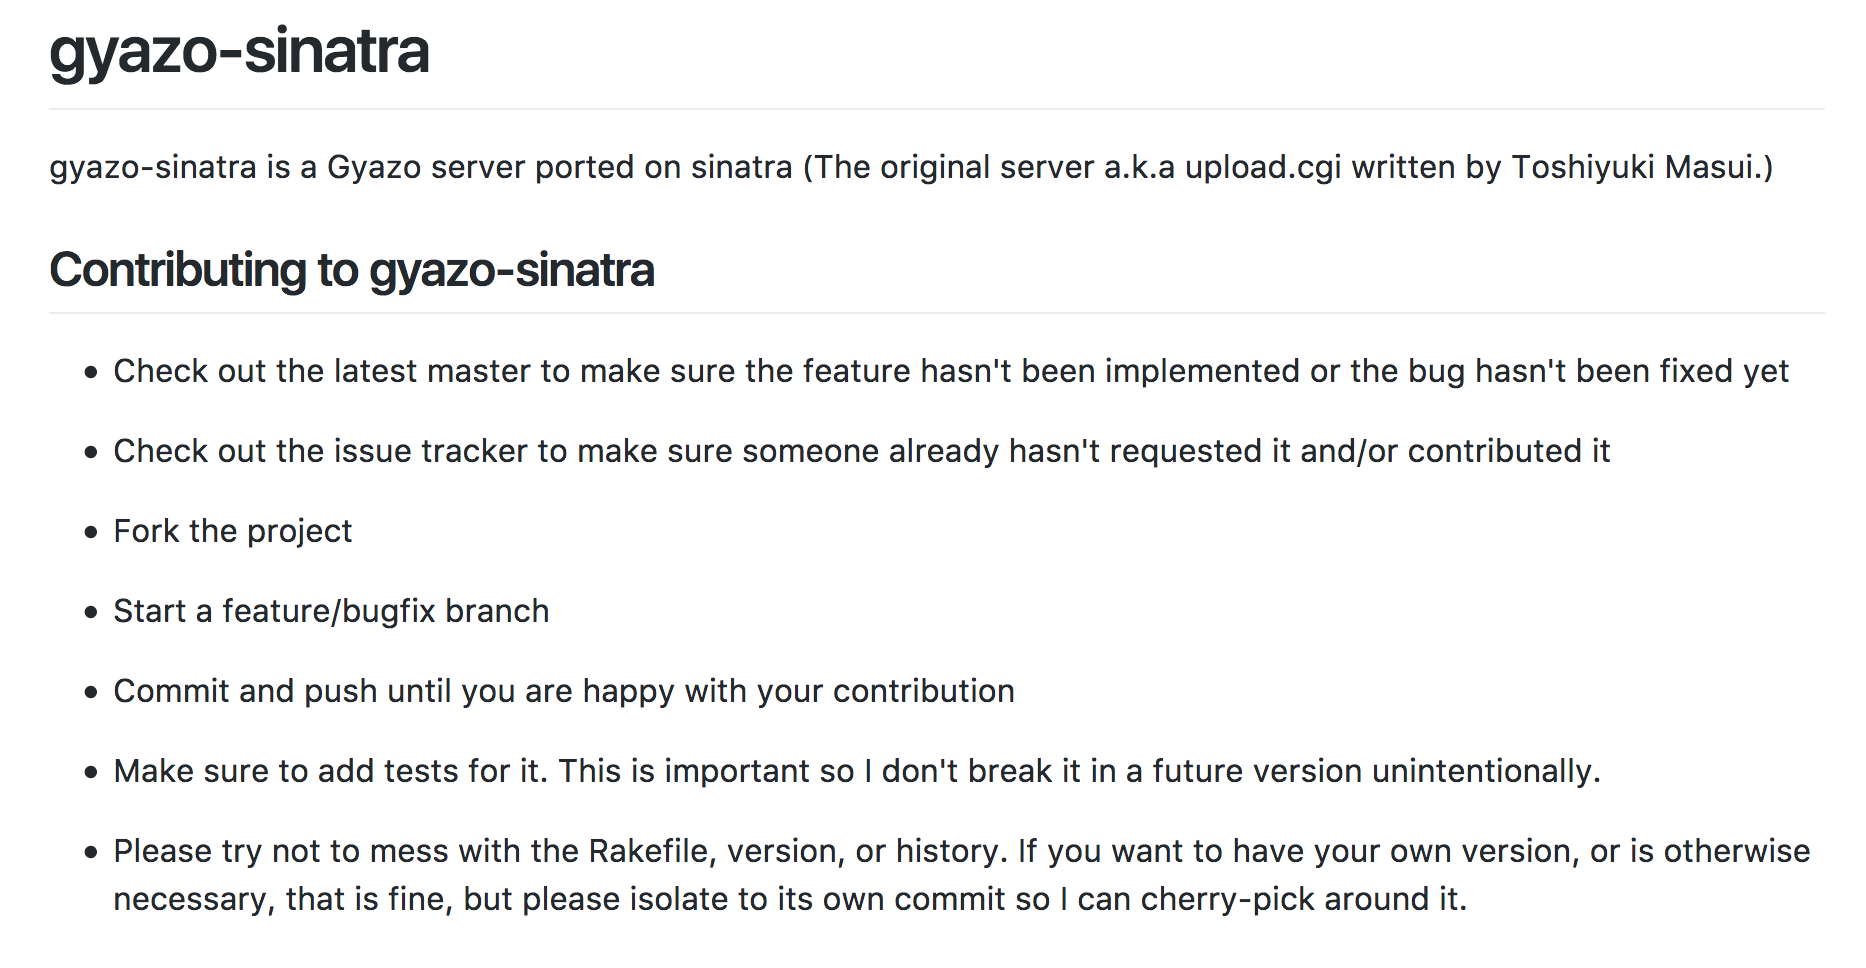 gyazo-sinatra
gyazo-sinatra is a Gyazo server ported on sinatra (The original server a.k.a upload.cgi written by Toshiyuki Masui.)
Contributing to gyazo-sinatra
• Check out the latest master to make sure the feature hasn't been implemented or the bug hasn't been fixed yet
• Check out the issue tracker to make sure someone already hasn't requested it and/or contributed it
• Fork the project
• Start a feature/bugfix branch
• Commit and push until you are happy with your contribution
• Make sure to add tests for it. This is important so I don't break it in a future version unintentionally.
• Please try not to mess with the Rakefile, version, or history. If you want to have your own version, or is otherwise
necessary, that is fine, but please isolate to its own commit so I can cherry-pick around it.